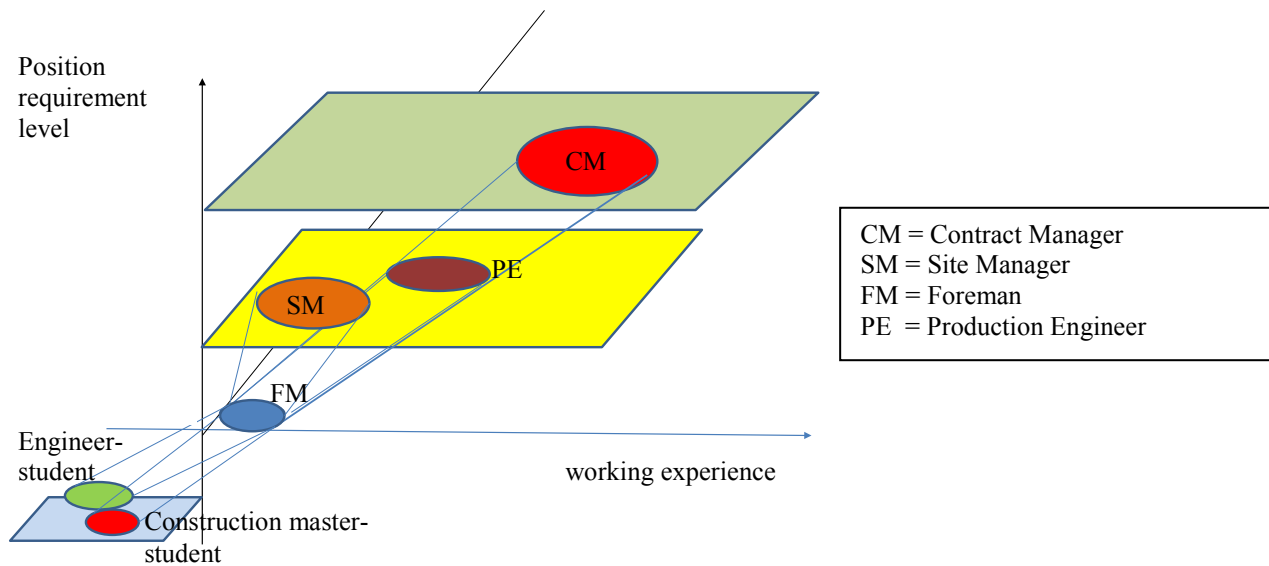 Position
requirement
level
CM
PE
SM
FM
Engineer-
student
working experience
Construction master-
student
CM = Contract Manager
SM = Site Manager
FM = Foreman
PE = Production Engineer